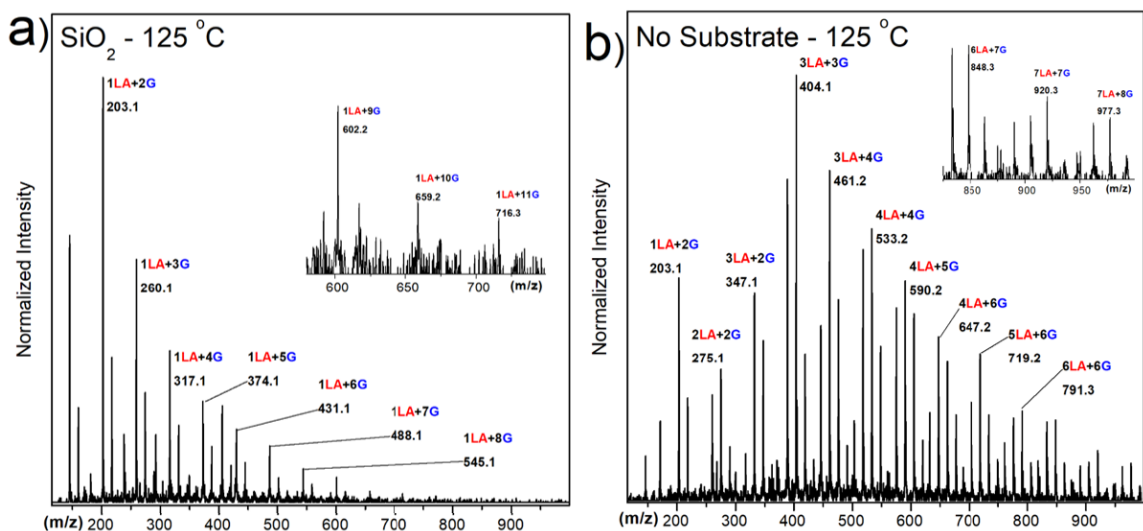 a)
SiO₂ - 125 °C
1LA+2G
203.1
1LA+3G
260.1
1LA+4G
317.1
1LA+5G
374.1
1LA+6G
431.1
1LA+7G
488.1
1LA+8G
545.1
1LA+9G
602.2
1LA+10G
659.2
1LA+11G
716.3
600 650 700 (m/z)
Normalized Intensity
(m/z) 200 300 400 500 600 700 800 900
b)
No Substrate - 125 °C
1LA+2G
203.1
2LA+2G
275.1
3LA+2G
347.1
3LA+3G
404.1
3LA+4G
461.2
4LA+4G
533.2
4LA+5G
590.2
4LA+6G
647.2
5LA+6G
719.2
6LA+6G
791.3
6LA+7G
848.3
7LA+7G
920.3
7LA+8G
977.3
850 900 950 (m/z)
Normalized Intensity
(m/z) 200 300 400 500 600 700 800 900